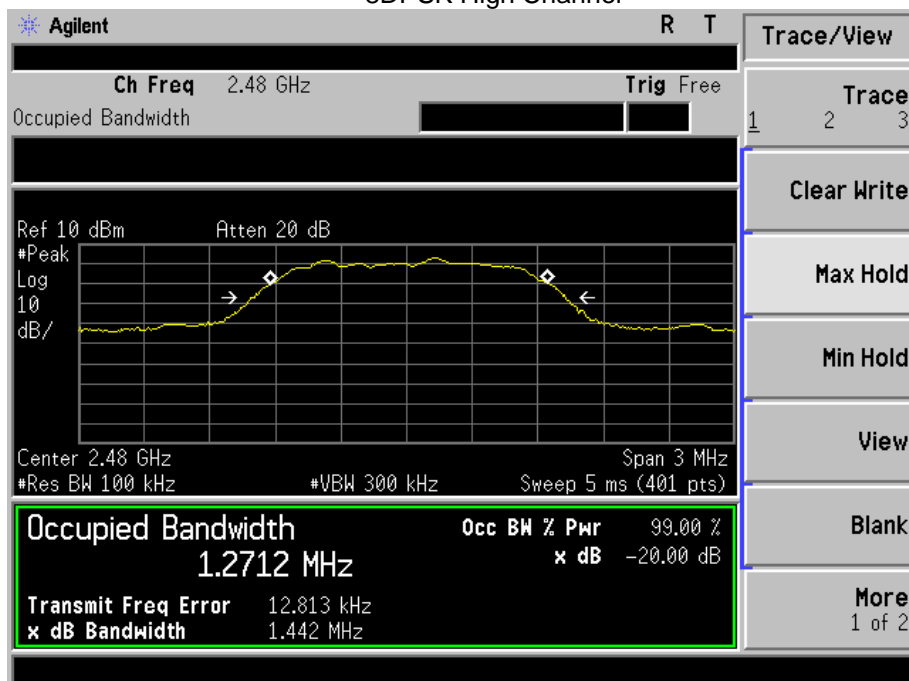 Agilent R T
Trace/View
Ch Freq 2.48 GHz Trig Free
Occupied Bandwidth
Trace
1 2 3
Clear Write
Ref 10 dBm Atten 20 dB
#Peak
Log
10
dB/
Max Hold
Min Hold
View
Center 2.48 GHz Span 3 MHz
#Res BW 100 kHz #VBW 300 kHz Sweep 5 ms (401 pts)
Occupied Bandwidth Occ BW % Pwr 99.00 %
1.2712 MHz x dB -20.00 dB
Blank
Transmit Freq Error 12.813 kHz
x dB Bandwidth 1.442 MHz
More
1 of 2